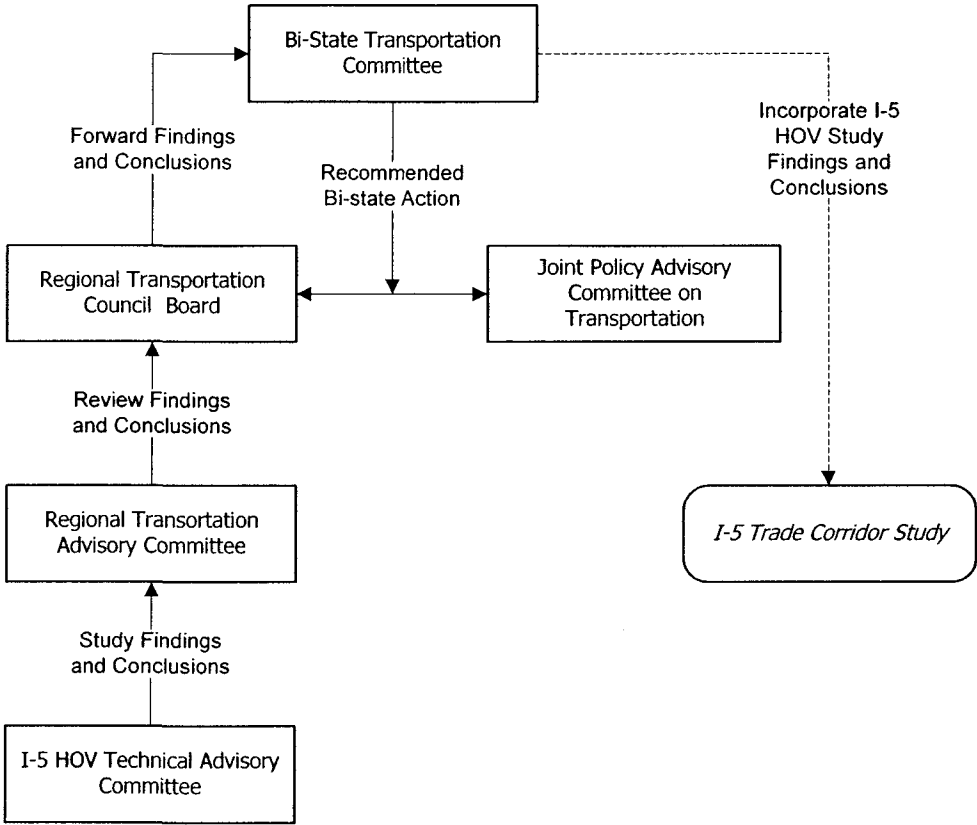 Bi-State Transportation
Committee
Forward Findings
and Conclusions
Recommended
Bi-state Action
Incorporate I-5
HOV Study
Findings and
Conclusions
Regional Transportation
Council Board
Joint Policy Advisory
Committee on
Transportation
Review Findings
and Conclusions
Regional Transortation
Advisory Committee
I-5 Trade Corridor Study
Study Findings
and Conclusions
I-5 HOV Technical Advisory
Committee